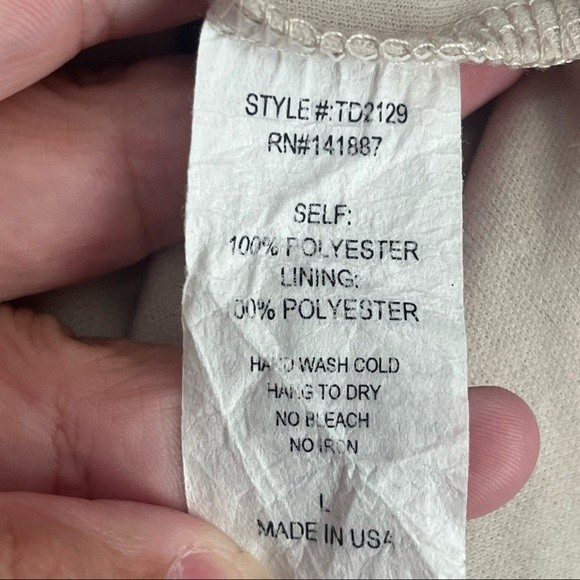 STYLE #:TD2129
RN#141887
SELF:
100% POLYESTER
LINING:
100% POLYESTER
HAND WASH COLD
HANG TO DRY
NO BLEACH
NO IRON
L
MADE IN USA